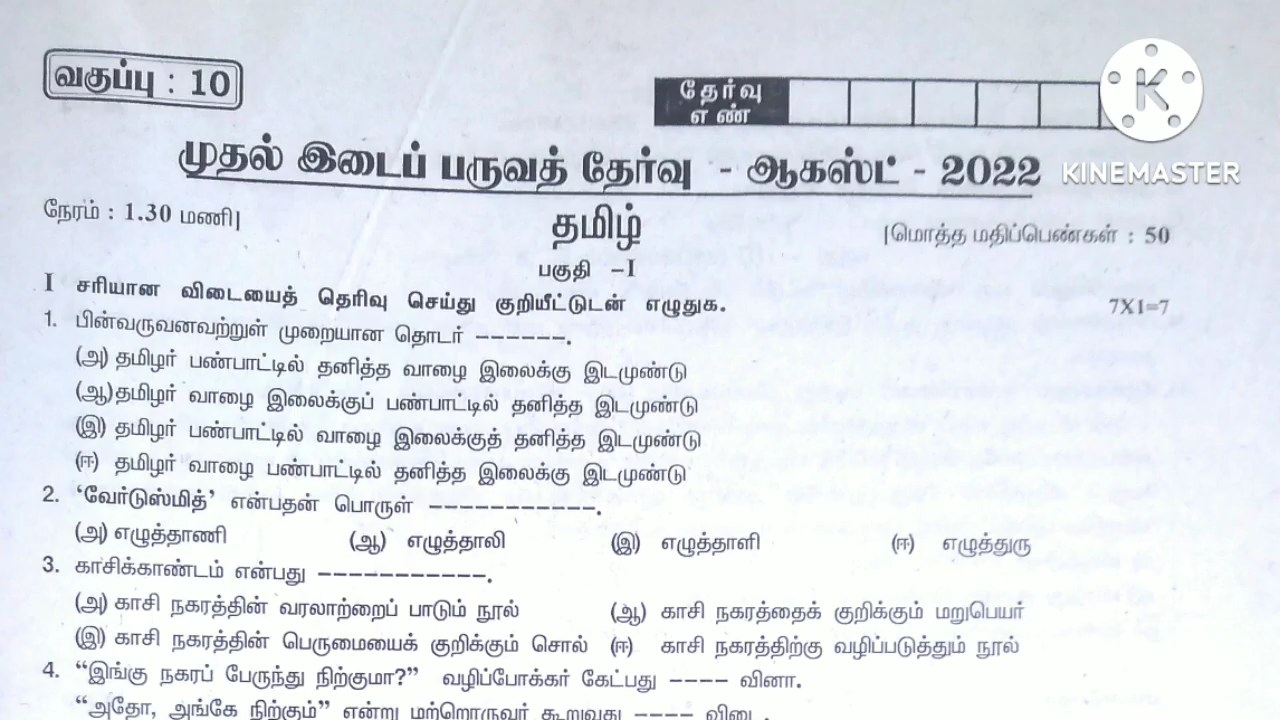 வகுப்பு : 10
தேர்வு
எண்
K
KINEMASTER
முதல் இடைப் பருவத் தேர்வு - ஆகஸ்ட் - 2022
நேரம் : 1.30 மணி|
தமிழ்
|மொத்த மதிப்பெண்கள் : 50
பகுதி -I
I சரியான விடையைத் தெரிவு செய்து குறியீட்டுடன் எழுதுக. 7X1=7
1. பின்வருவனவற்றுள் முறையான தொடர் -------.
(அ) தமிழர் பண்பாட்டில் தனித்த வாழை இலைக்கு இடமுண்டு
(ஆ)தமிழர் வாழை இலைக்குப் பண்பாட்டில் தனித்த இடமுண்டு
(இ) தமிழர் பண்பாட்டில் வாழை இலைக்குத் தனித்த இடமுண்டு
(ஈ) தமிழர் வாழை பண்பாட்டில் தனித்த இலைக்கு இடமுண்டு
2. ‘வேர்டுஸ்மித்’ என்பதன் பொருள் ------------.
(அ) எழுத்தாணி (ஆ) எழுத்தாலி (இ) எழுத்தாளி (ஈ) எழுத்துரு
3. காசிக்காண்டம் என்பது -----------.
(அ) காசி நகரத்தின் வரலாற்றைப் பாடும் நூல் (ஆ) காசி நகரத்தைக் குறிக்கும் மறுபெயர்
(இ) காசி நகரத்தின் பெருமையைக் குறிக்கும் சொல் (ஈ) காசி நகரத்திற்கு வழிப்படுத்தும் நூல்
4. “இங்கு நகரப் பேருந்து நிற்குமா?” வழிப்போக்கர் கேட்பது ---- வினா.
“அதோ, அங்கே நிற்கும்” என்று மற்றொருவர் கூறுவது ---- விடை.